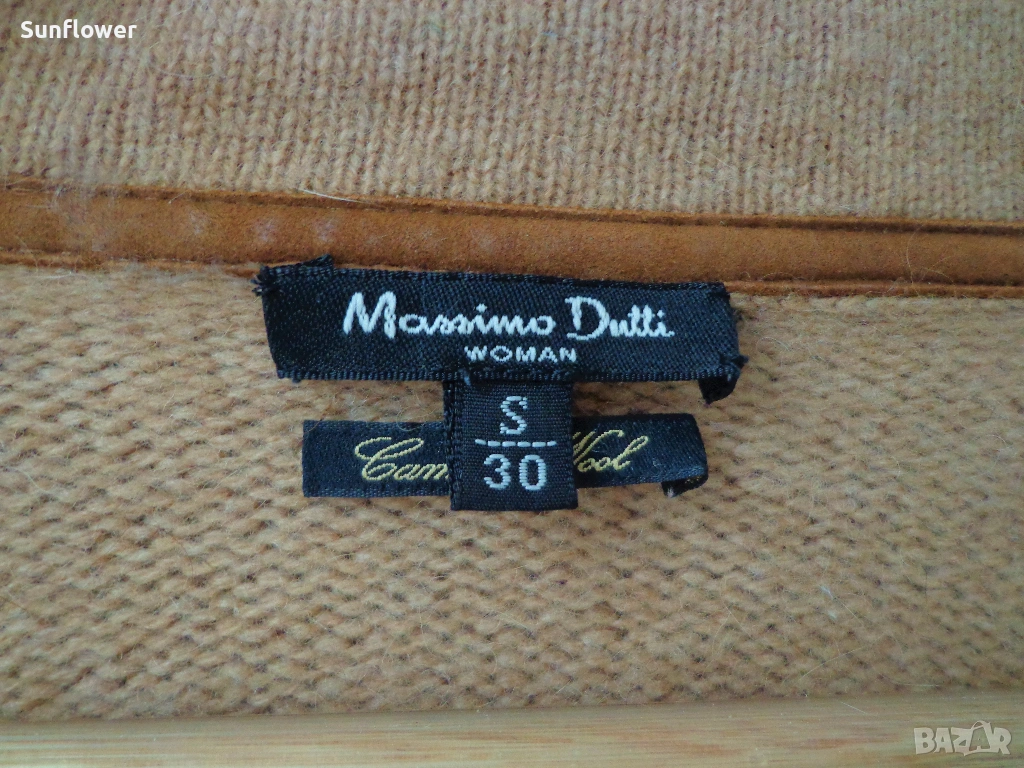 Sunflower
Massimo Dutti
WOMAN
S
30
Wool
BAZAR